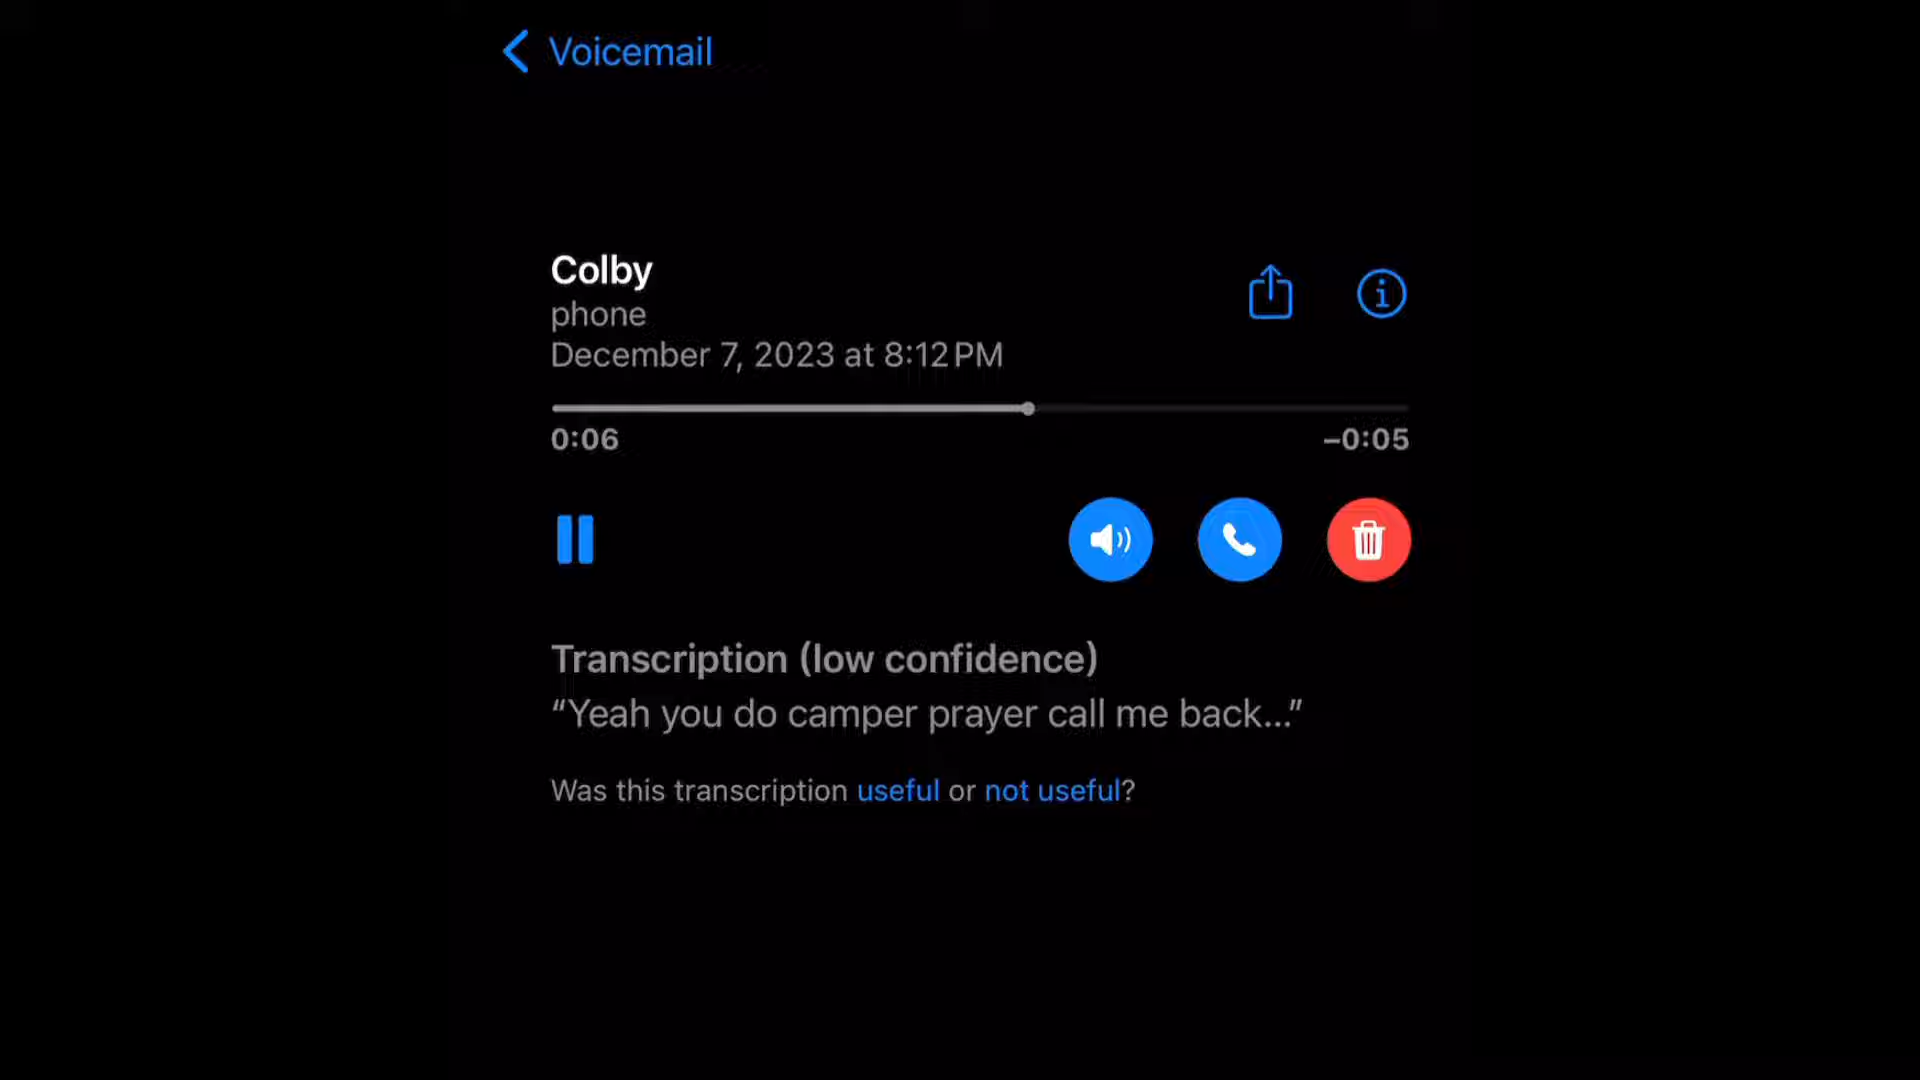 Voicemail
Colby
phone
December 7, 2023 at 8:12 PM
0:06
–0:05
Transcription (low confidence)
“Yeah you do camper prayer call me back...”
Was this transcription useful or not useful?